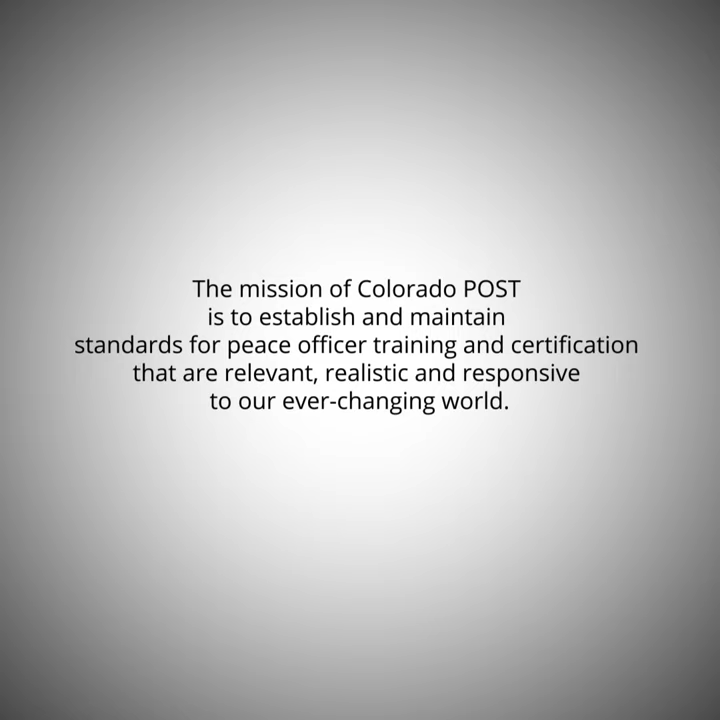 The mission of Colorado POST
is to establish and maintain
standards for peace officer training and certification
that are relevant, realistic and responsive
to our ever-changing world.